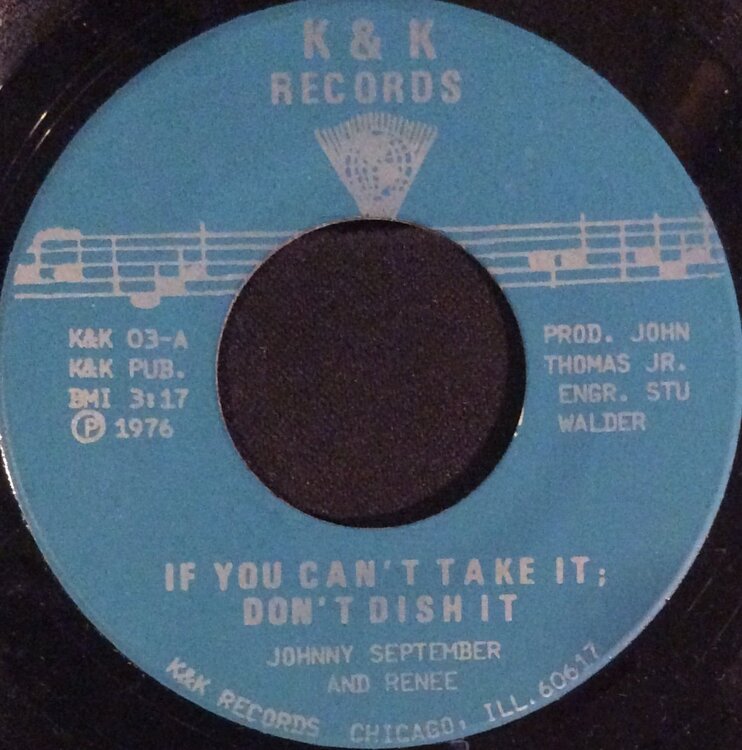 K & K
RECORDS
K&K 03-A
K&K PUB.
BMI 3:17
Ⓟ 1976
PROD. JOHN
THOMAS JR.
ENGR. STU
WALDER
IF YOU CAN'T TAKE IT;
DON'T DISH IT
JOHNNY SEPTEMBER
AND RENEE
K&K RECORDS CHICAGO, ILL. 60617